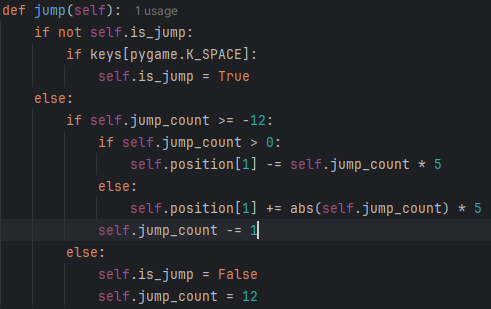 def jump(self):  1 usage
    if not self.is_jump:
        if keys[pygame.K_SPACE]:
            self.is_jump = True
    else:
        if self.jump_count >= -12:
            if self.jump_count > 0:
                self.position[1] -= self.jump_count * 5
            else:
                self.position[1] += abs(self.jump_count) * 5
            self.jump_count -= 1
        else:
            self.is_jump = False
            self.jump_count = 12